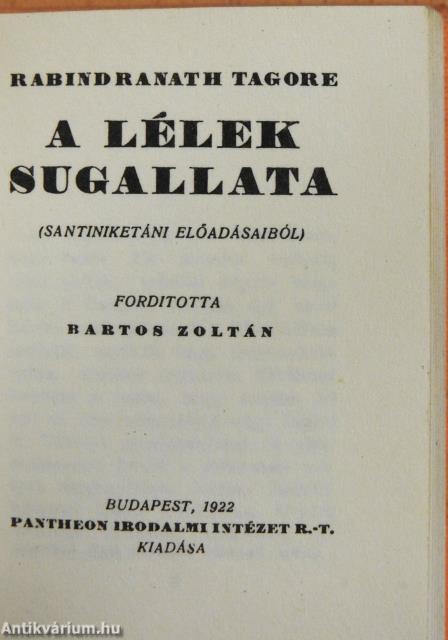 RABINDRANATH TAGORE
A LÉLEK
SUGALLATA
(SANTINIKETÁNI ELŐADÁSAIBÓL)
FORDITOTTA
BARTOS ZOLTÁN
BUDAPEST, 1922
PANTHEON IRODALMI INTÉZET R.-T.
KIADÁSA
Antikvárium.hu